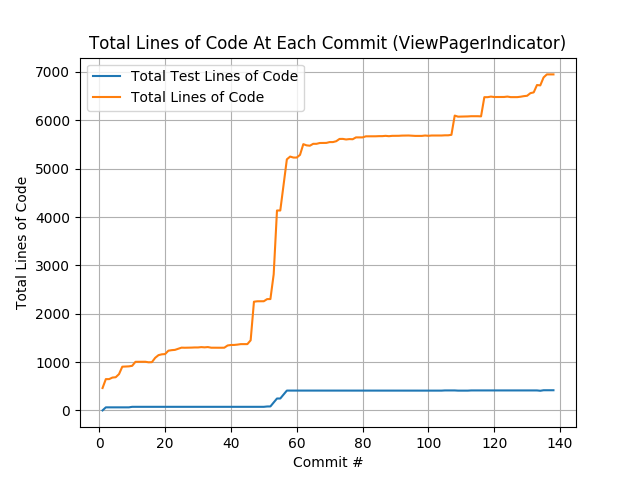 Total Lines of Code At Each Commit (ViewPagerIndicator)
Total Test Lines of Code
Total Lines of Code
Total Lines of Code
7000
6000
5000
4000
3000
2000
1000
0
0 20 40 60 80 100 120 140
Commit #